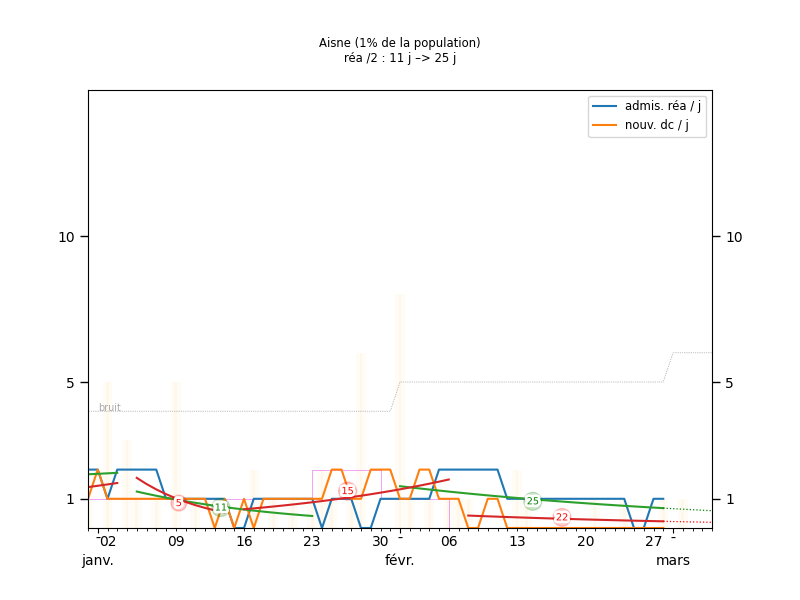 Aisne (1% de la population)
réa /2 : 11 j –> 25 j
admis. réa / j
nouv. dc / j
10
10
5
5
bruit
1
1
5
11
15
25
22
02
09
16
23
30
06
13
20
27
janv.
févr.
mars